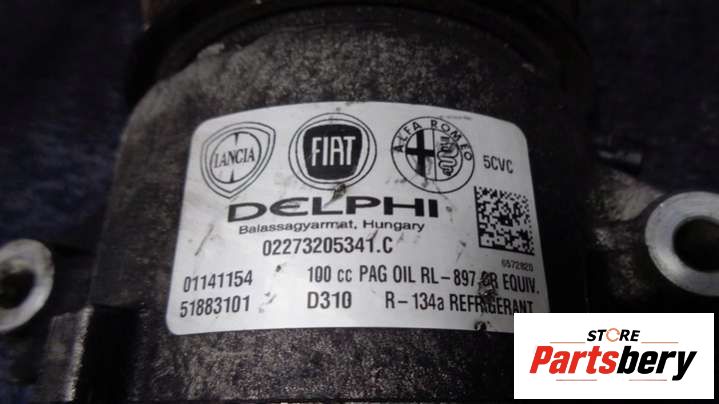 LANCIA
FIAT
ALFA ROMEO
5CVC
DELPHI
Balassagyarmat, Hungary
02273205341.C
6572820
01141154 100 cc PAG OIL RL-897 OR EQUIV.
51883101 D310 R-134a REFRIGERANT
STORE
Partsbery